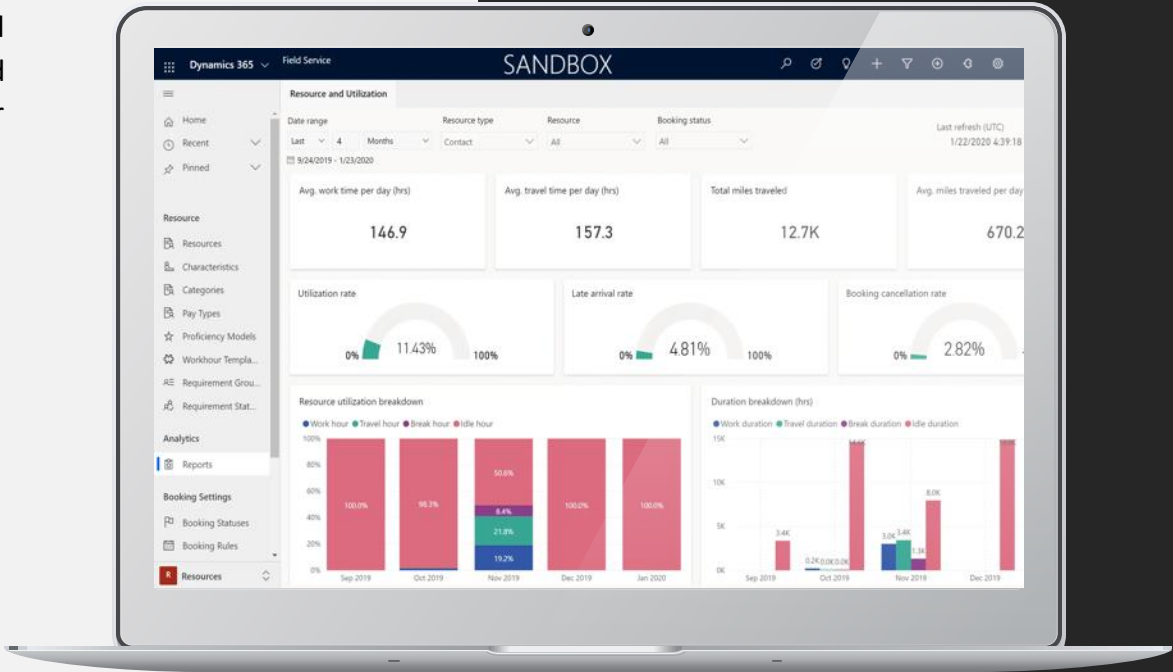 Dynamics 365
Field Service
SANDBOX
Resource and Utilization
Home
Recent
Pinned
Resource
Resources
Characteristics
Categories
Pay Types
Proficiency Models
Workhour Templa...
Requirement Grou...
Requirement Stat...
Analytics
Reports
Booking Settings
Booking Statuses
Booking Rules
R Resources
Date range
Resource type
Resource
Booking status
Last 4 Months
Contact
All
All
9/24/2019 - 1/23/2020
Last refresh (UTC)
1/22/2020 4:39:18
Avg. work time per day (hrs)
146.9
Avg. travel time per day (hrs)
157.3
Total miles traveled
12.7K
Avg. miles traveled per day
670.2
Utilization rate
0% 11.43% 100%
Late arrival rate
0% 4.81% 100%
Booking cancellation rate
0% 2.82%
Resource utilization breakdown
Work hour Travel hour Break hour Idle hour
100%
80%
60%
40%
20%
0%
100.0%
98.3%
50.6%
8.4%
21.8%
19.2%
100.0%
100.0%
Sep 2019 Oct 2019 Nov 2019 Dec 2019 Jan 2020
Duration breakdown (hrs)
Work duration Travel duration Break duration Idle duration
15K
10K
5K
0K
3.4K
0.2K 0.0K 0.0K
3.0K 3.4K
1.3K
8.0K
Sep 2019 Oct 2019 Nov 2019 Dec 2019